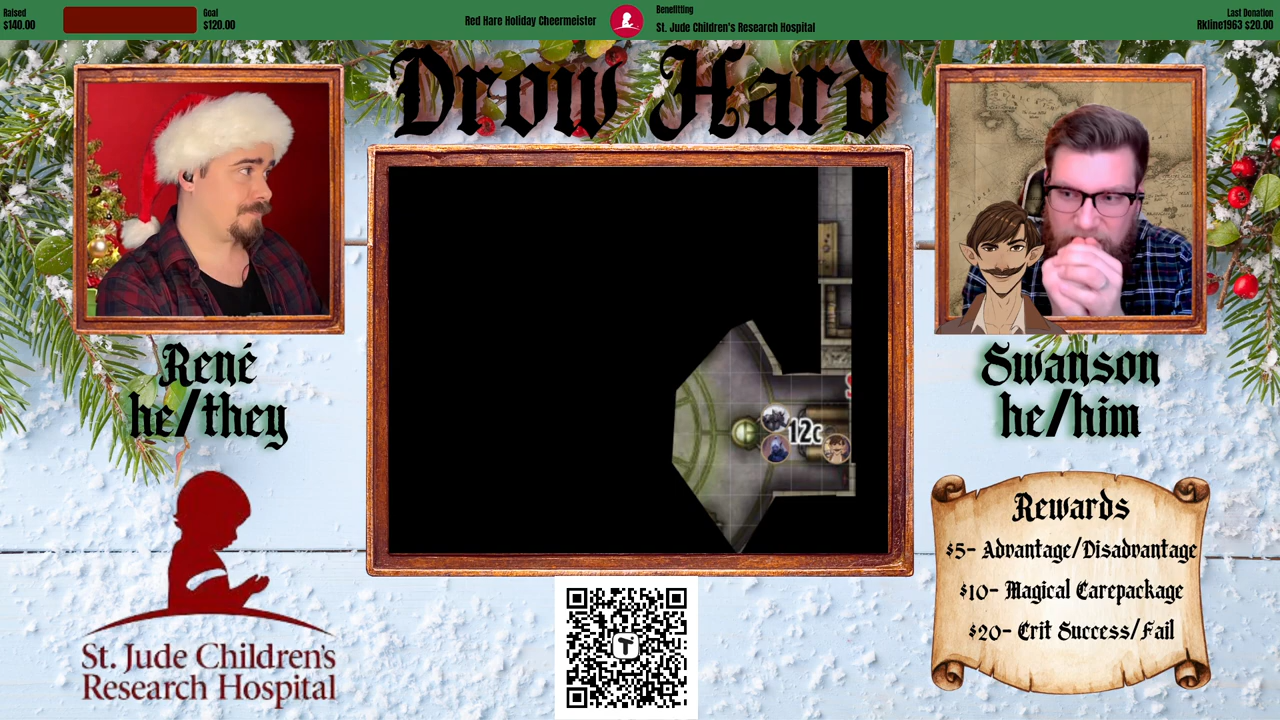 Raised
$140.00
Goal
$120.00
Red Hare Holiday Cheermeister
Benefitting
St. Jude Children's Research Hospital
Last Donation
Rkline1963 $20.00
Drow Hard
12c
René
he/they
Swanson
he/him
St. Jude Children's
Research Hospital
Rewards
$5- Advantage/Disadvantage
$10- Magical Carepackage
$20- Crit Success/Fail
T